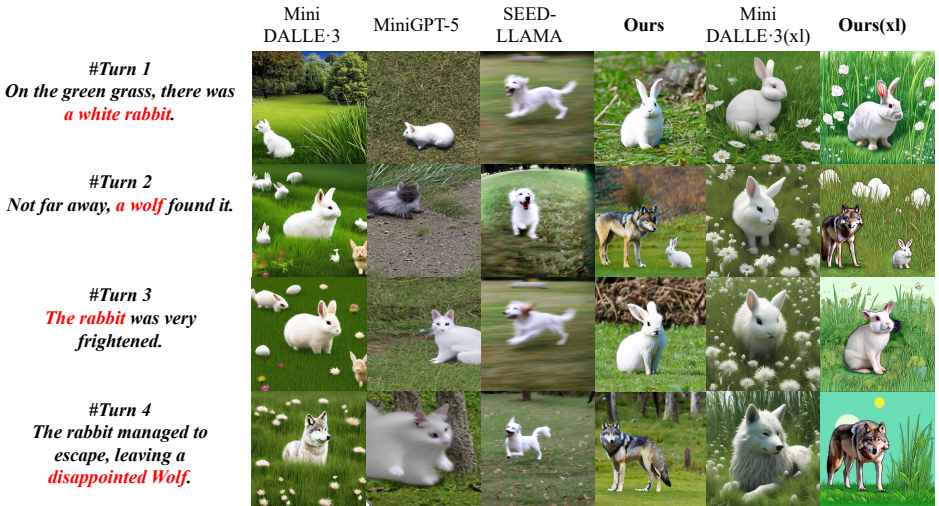 Mini
DALLE·3
MiniGPT-5
SEED-
LLAMA
Ours
Mini
DALLE·3(xl)
Ours(xl)
#Turn 1
On the green grass, there was
a white rabbit.
#Turn 2
Not far away, a wolf found it.
#Turn 3
The rabbit was very
frightened.
#Turn 4
The rabbit managed to
escape, leaving a
disappointed Wolf.